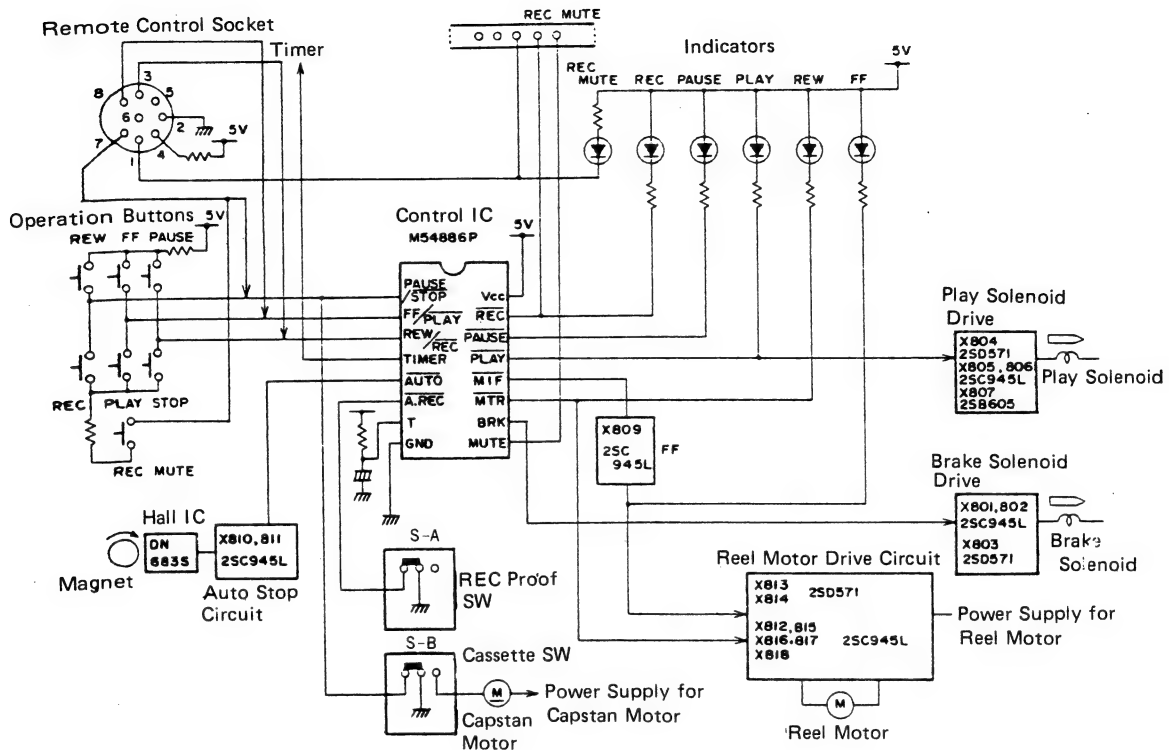 REC MUTE
Remote Control Socket
Timer
Indicators
5V
REC
MUTE REC PAUSE PLAY REW FF
3
8
5
6
2
7
1
4
5V
Operation Buttons
5V
REW FF PAUSE
Control IC
M54886P
5V
PAUSE
/STOP
FF/PLAY
REW/REC
TIMER
AUTO
A.REC
T
GND
Vcc
REC
PAUSE
PLAY
MIF
MTR
BRK
MUTE
Play Solenoid
Drive
X804
2SD571
X805,806
2SC945L
X807
2SB605
Play Solenoid
REC PLAY STOP
REC MUTE
X809
2SC
945L
FF
Brake Solenoid
Drive
X801,802
2SC945L
X803
2SD571
Brake
Solenoid
Hall IC
DN
6835
X810,811
2SC945L
Magnet
Auto Stop
Circuit
S-A
REC Proof
SW
S-B
Cassette SW
M
Power Supply for
Capstan Motor
Capstan
Motor
Reel Motor Drive Circuit
X813
X814
2SD571
X812,815
X816,817
X818
2SC945L
Power Supply for
Reel Motor
M
Reel Motor